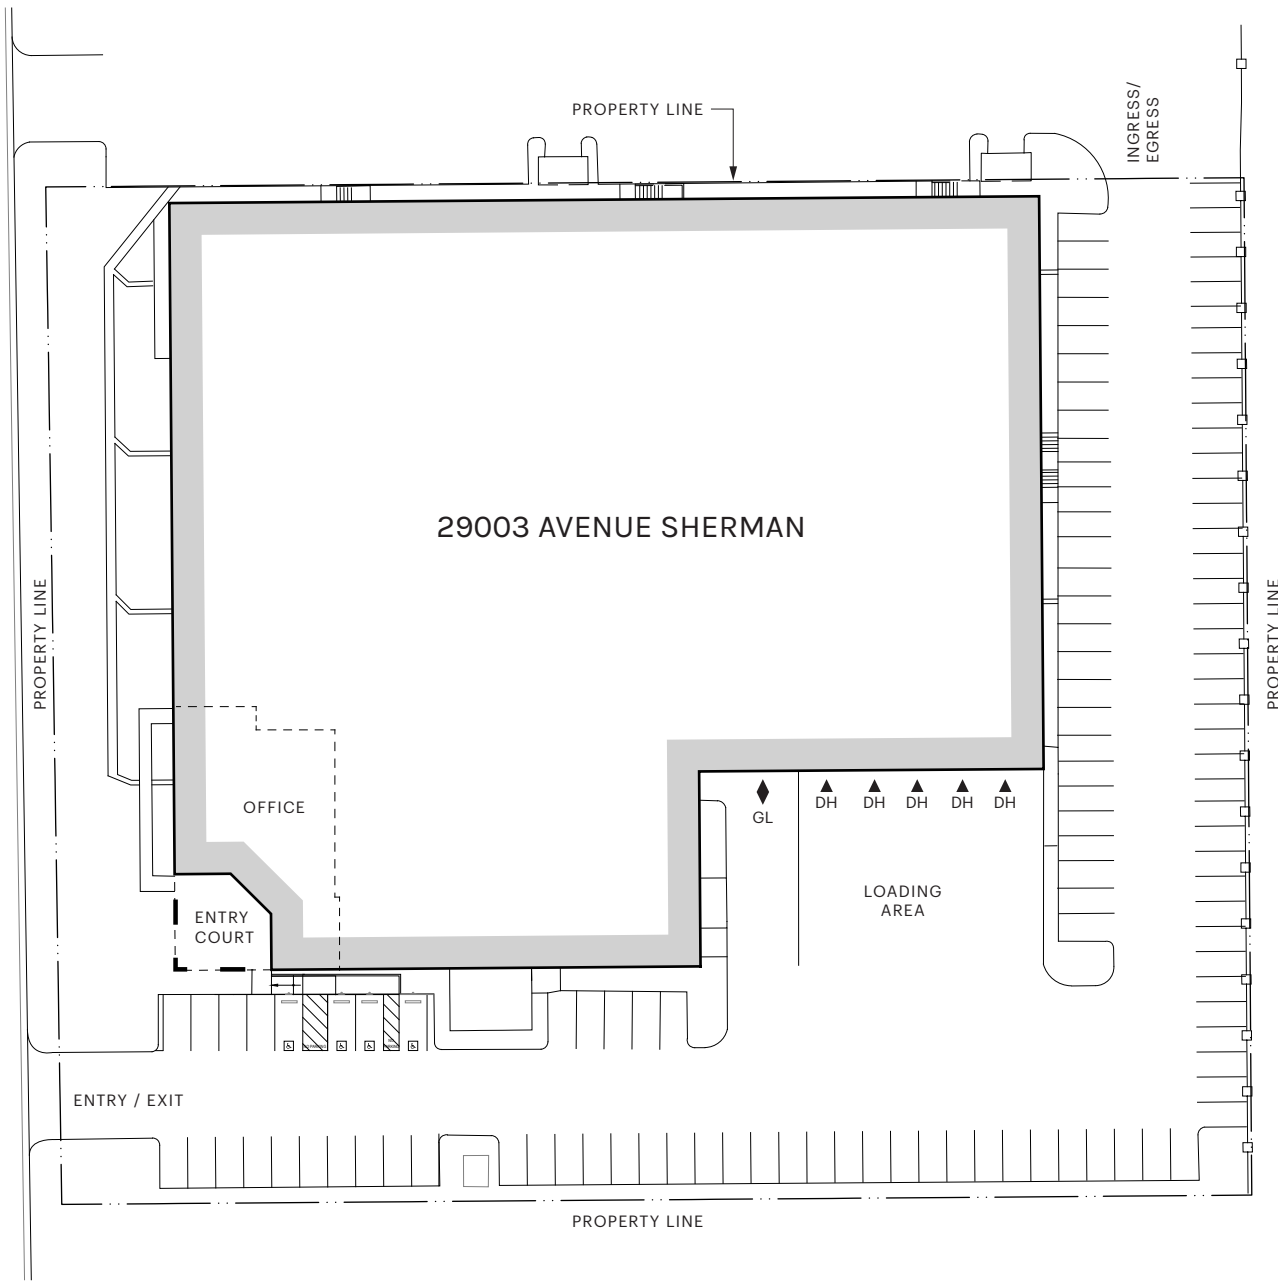 INGRESS/
EGRESS
PROPERTY LINE
29003 AVENUE SHERMAN
PROPERTY LINE
PROPERTY LINE
OFFICE
DH
DH
DH
DH
DH
GL
LOADING
AREA
ENTRY
COURT
ENTRY / EXIT
PROPERTY LINE